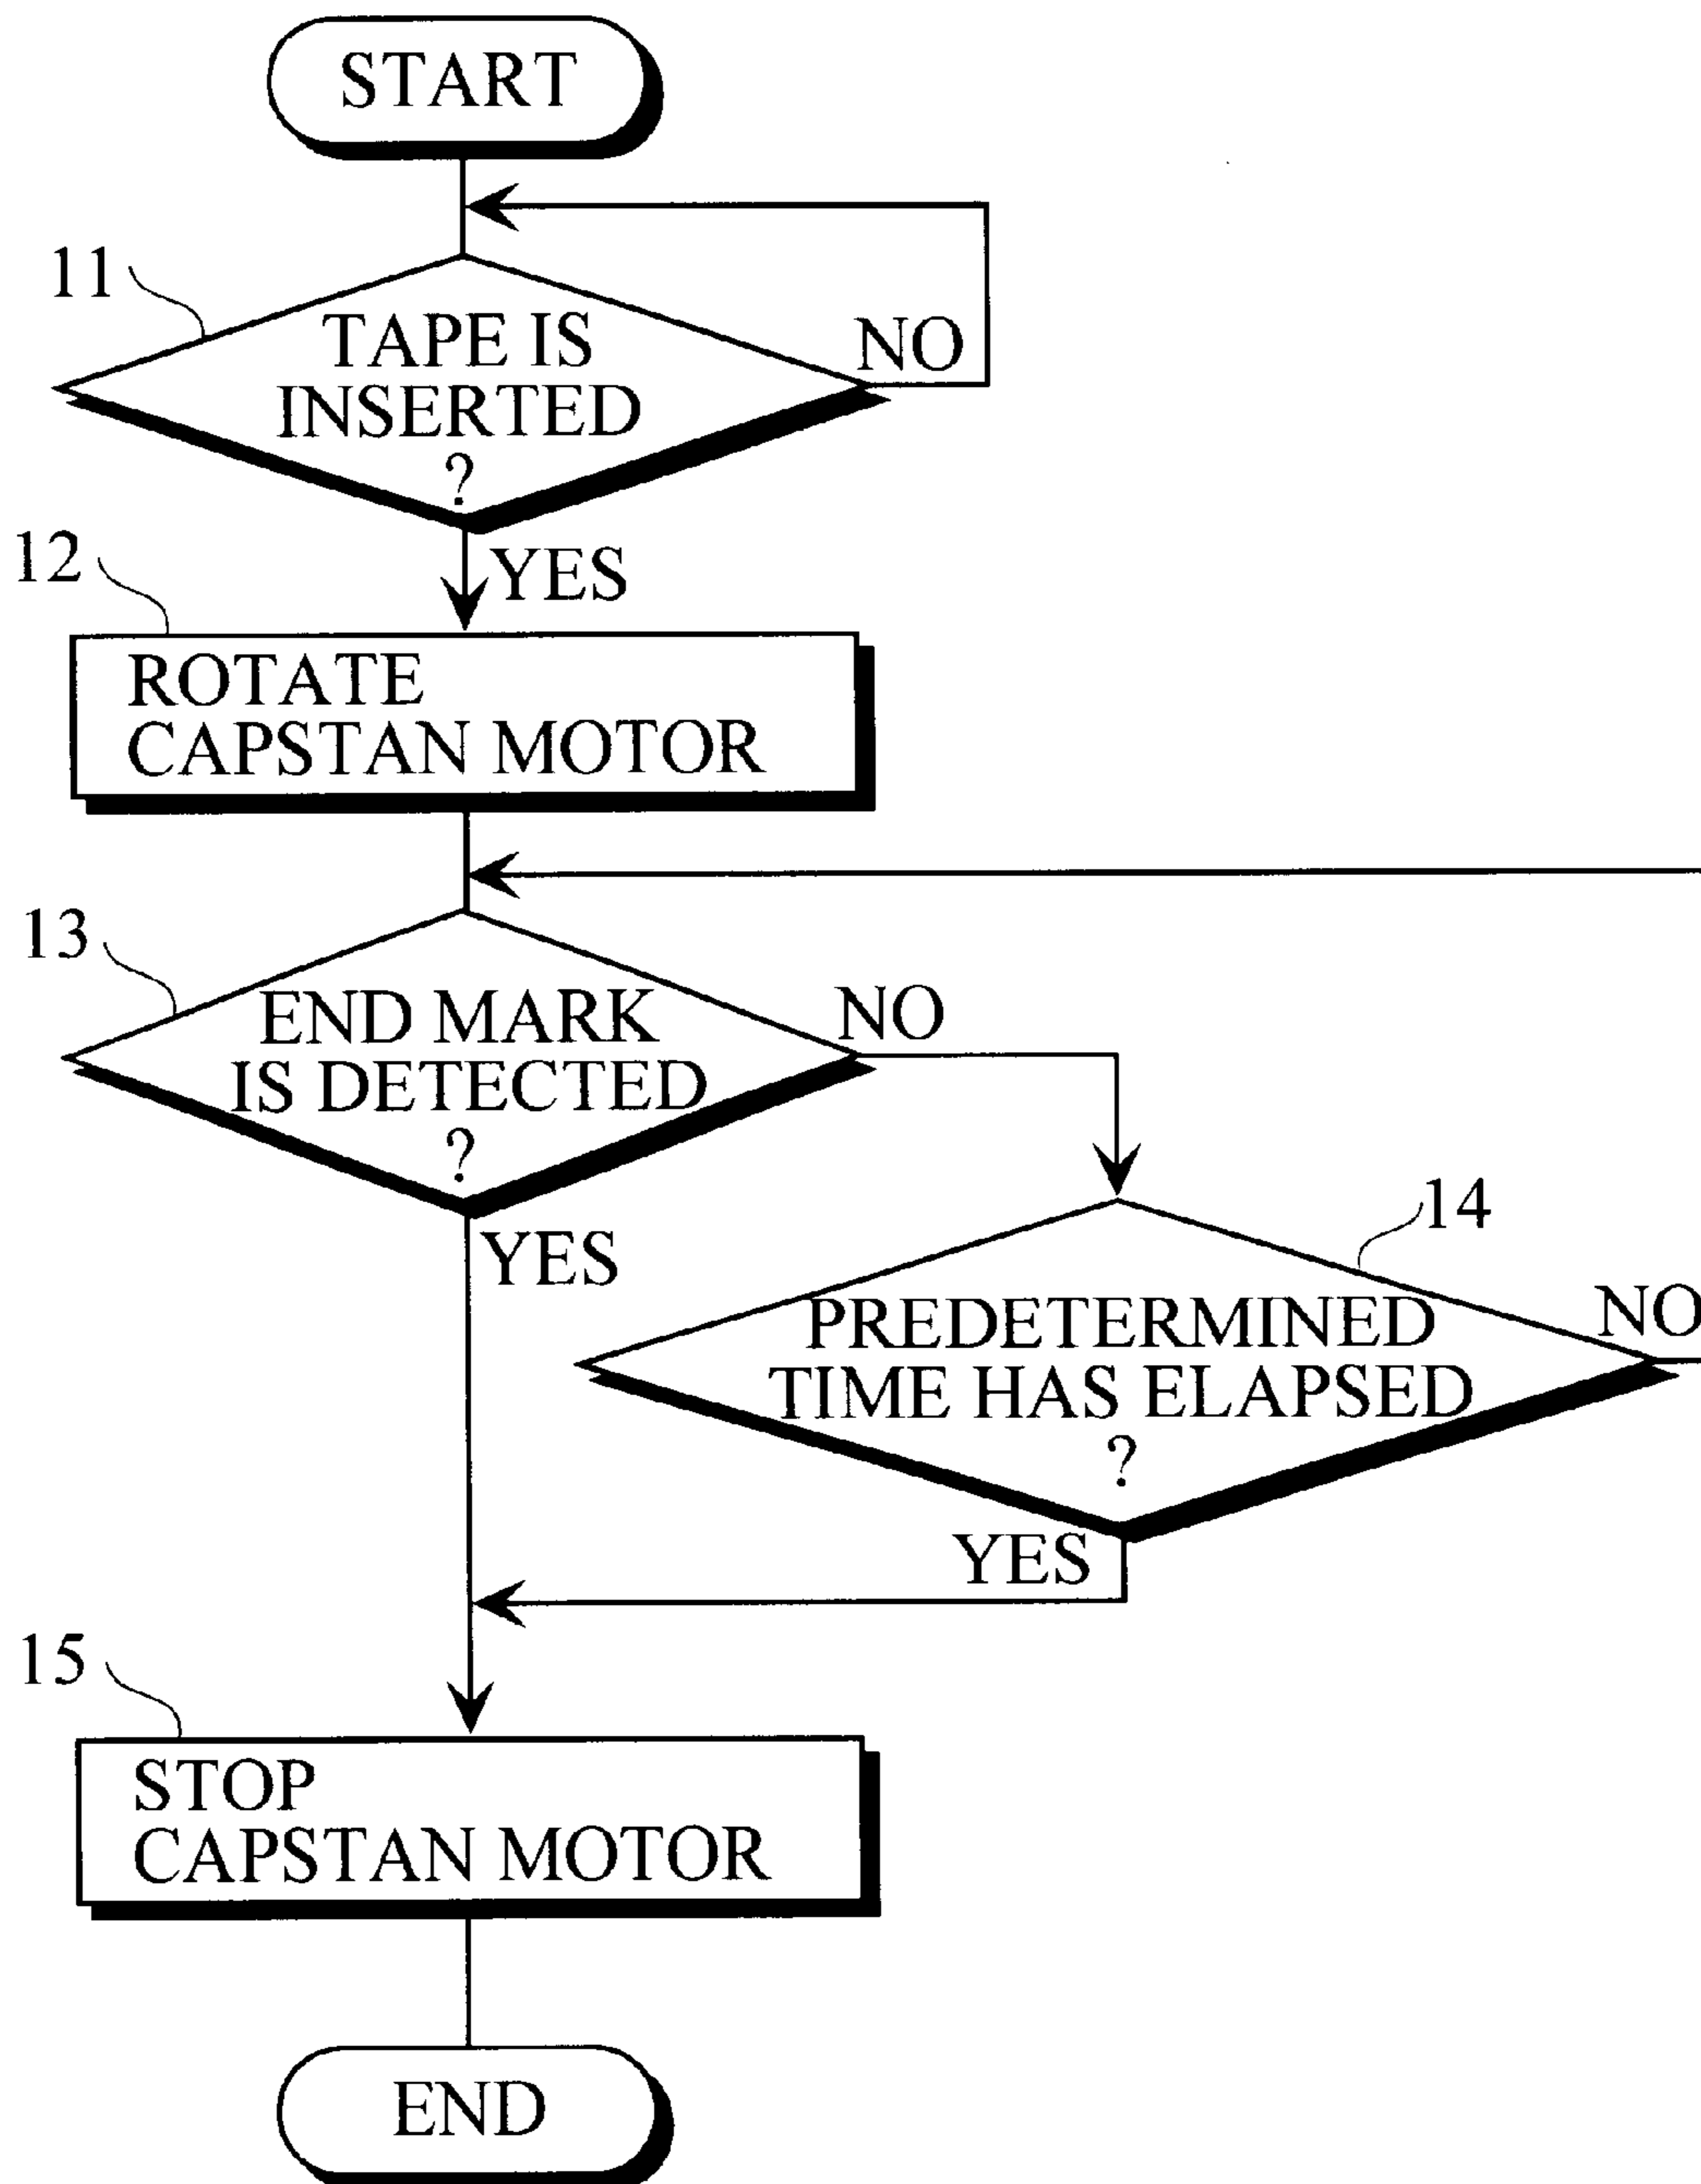 START
11
TAPE IS
INSERTED
?
NO
12
YES
ROTATE
CAPSTAN MOTOR
13
END MARK
IS DETECTED
?
NO
YES
14
PREDETERMINED
TIME HAS ELAPSED
?
NO
YES
15
STOP
CAPSTAN MOTOR
END